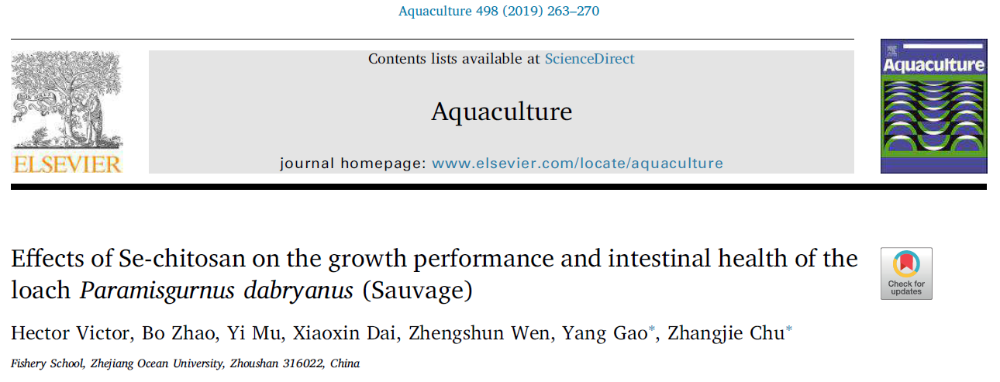 Aquaculture 498 (2019) 263–270
Contents lists available at ScienceDirect
Aquaculture
journal homepage: www.elsevier.com/locate/aquaculture
ELSEVIER
Aquaculture
Effects of Se-chitosan on the growth performance and intestinal health of the
loach Paramisgurnus dabryanus (Sauvage)
Check for
updates
Hector Victor, Bo Zhao, Yi Mu, Xiaoxin Dai, Zhengshun Wen, Yang Gao*, Zhangjie Chu*
Fishery School, Zhejiang Ocean University, Zhoushan 316022, China